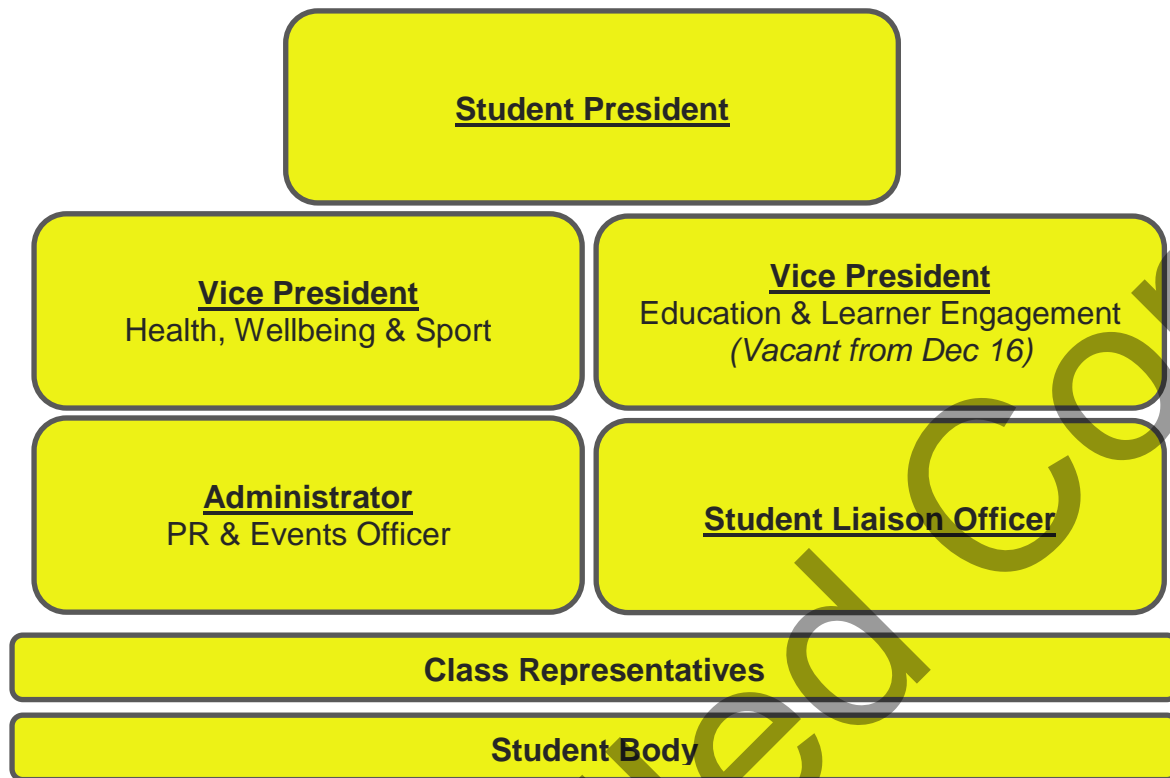 Student President
Vice President
Health, Wellbeing & Sport
Vice President
Education & Learner Engagement
(Vacant from Dec 16)
Administrator
PR & Events Officer
Student Liaison Officer
Class Representatives
Student Body